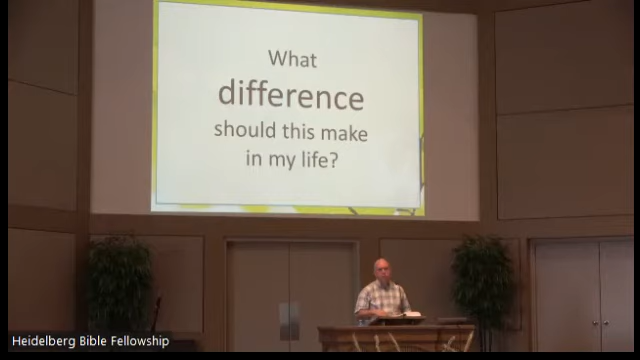 What
difference
should this make
in my life?
Heidelberg Bible Fellowship